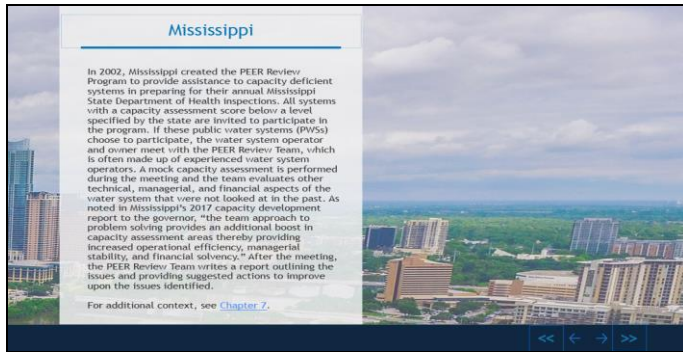 Mississippi
In 2002, Mississippi created the PEER Review
Program to provide assistance to capacity deficient
systems in preparing for their annual Mississippi
State Department of Health inspections. All systems
with a capacity assessment score below a level
specified by the state are invited to participate in
the program. If these public water systems (PWSs)
choose to participate, the water system operator
and owner meet with the PEER Review Team, which
is often made up of experienced water system
operators. A mock capacity assessment is performed
during the meeting and the team evaluates other
technical, managerial, and financial aspects of the
water system that were not looked at in the past. As
noted in Mississippi's 2017 capacity development
report to the governor, “the team approach to
problem solving provides an additional boost in
capacity assessment areas thereby providing
increased operational efficiency, managerial
stability, and financial solvency.” After the meeting,
the PEER Review Team writes a report outlining the
issues and providing suggested actions to improve
upon the issues identified.
For additional context, see Chapter 7.
<< ← → >>